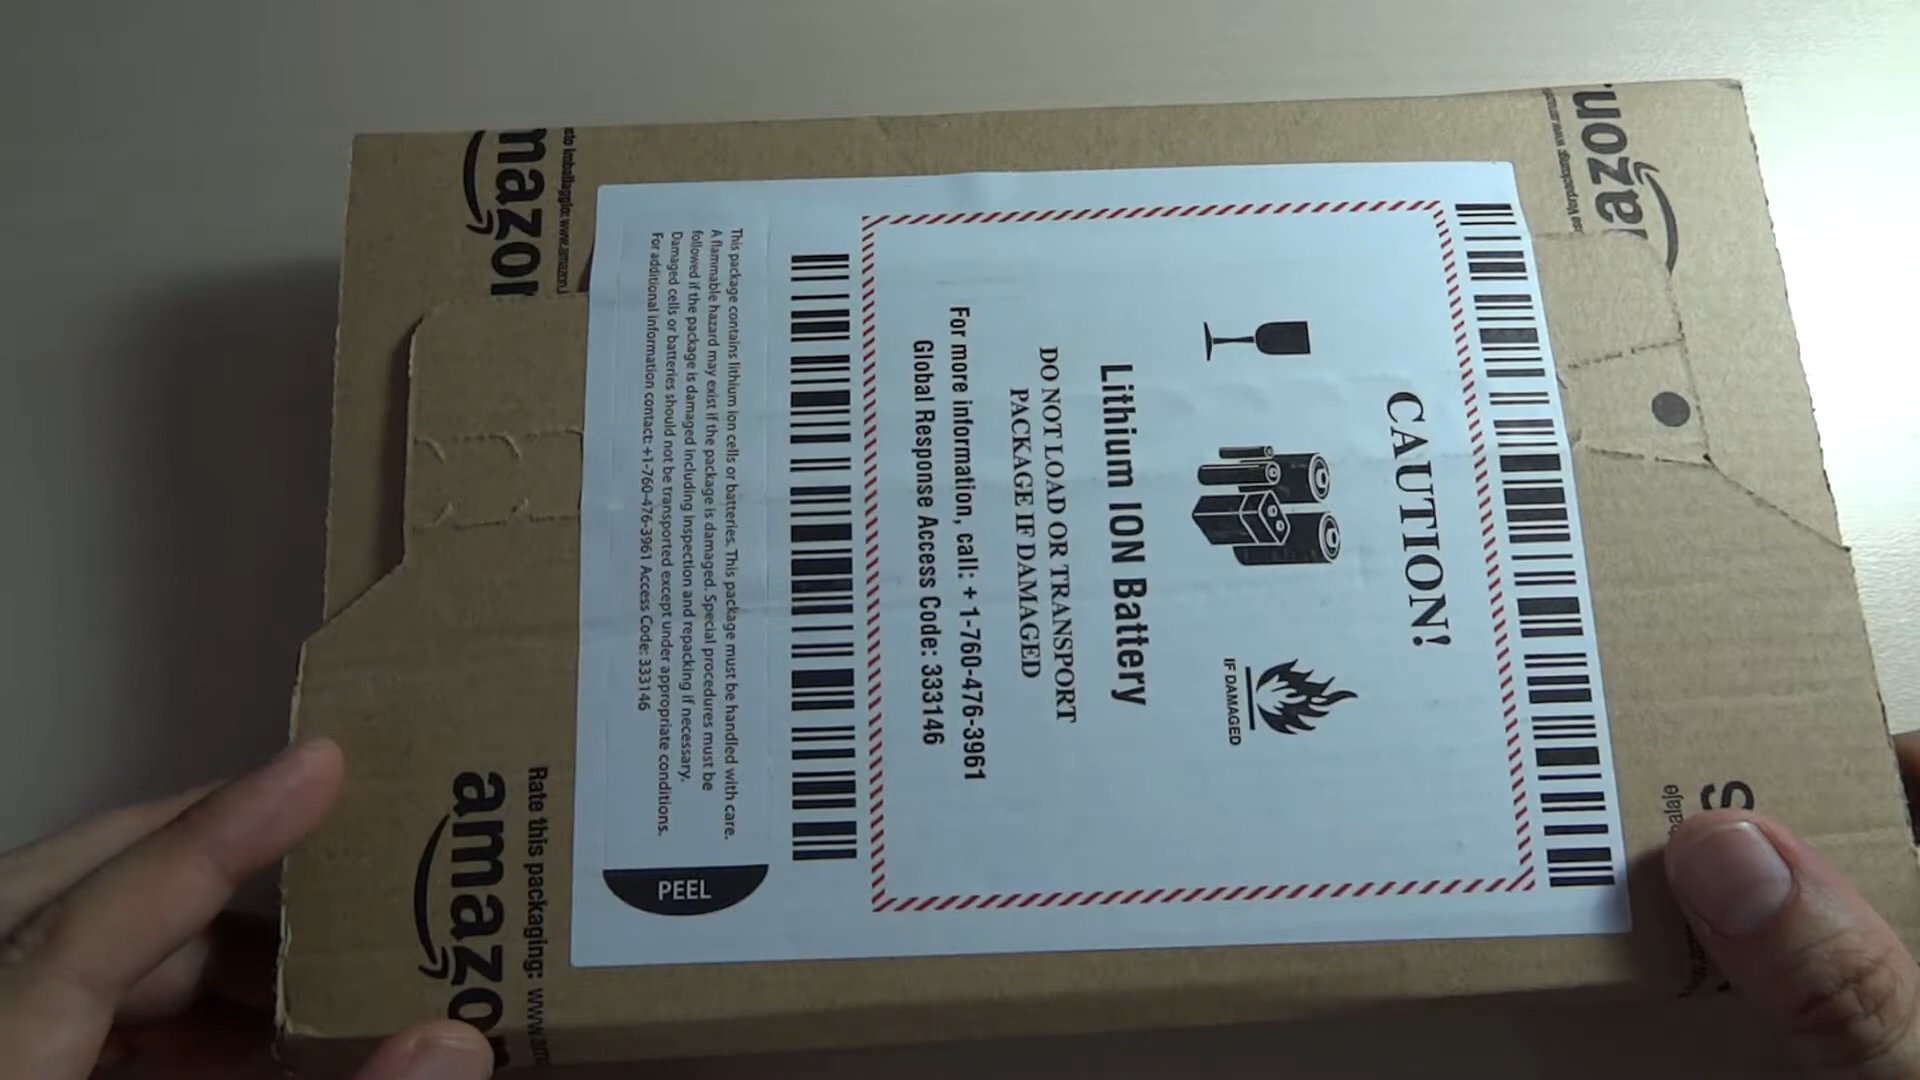 CAUTION!
IF DAMAGED
Lithium ION Battery
DO NOT LOAD OR TRANSPORT
PACKAGE IF DAMAGED
For more information, call: + 1-760-476-3961
Global Response Access Code: 333146
This package contains lithium ion cells or batteries. This package must be handled with care.
A flammable hazard may exist if the package is damaged. Special procedures must be
followed if the package is damaged including inspection and repacking if necessary.
Damaged cells or batteries should not be transported except under appropriate conditions.
For additional information contact: +1-760-476-3961 Access Code: 333146
PEEL
Rate this packaging: www.am
amazon
mazon
azon